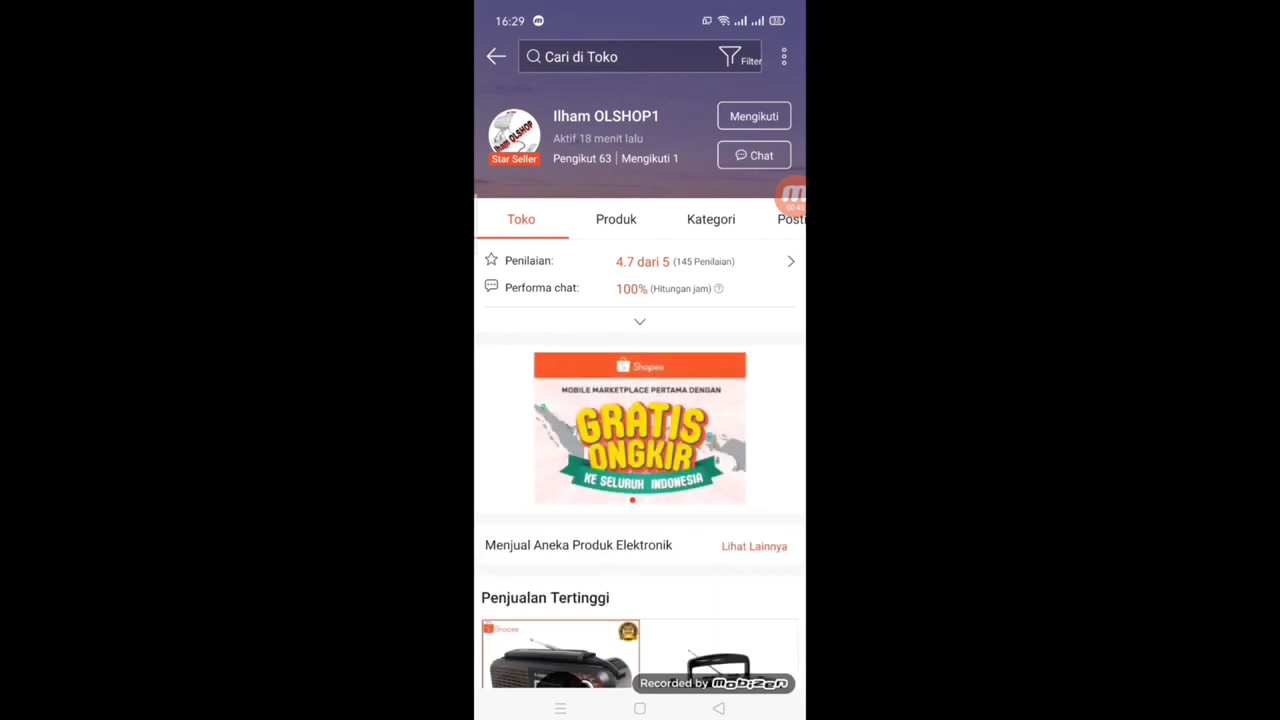 16:29
Cari di Toko
Filter
Ilham OLSHOP1
Mengikuti
Aktif 18 menit lalu
Ilham OLSHOP
Star Seller
Pengikut 63 | Mengikuti 1
Chat
Toko
Produk
Kategori
Posti
Penilaian:
4.7 dari 5 (145 Penilaian)
Performa chat:
100% (Hitungan jam)
Shopee
MOBILE MARKETPLACE PERTAMA DENGAN
GRATIS
ONGKIR
KE SELURUH INDONESIA
Menjual Aneka Produk Elektronik
Lihat Lainnya
Penjualan Tertinggi
Shopee
Recorded by mobizen